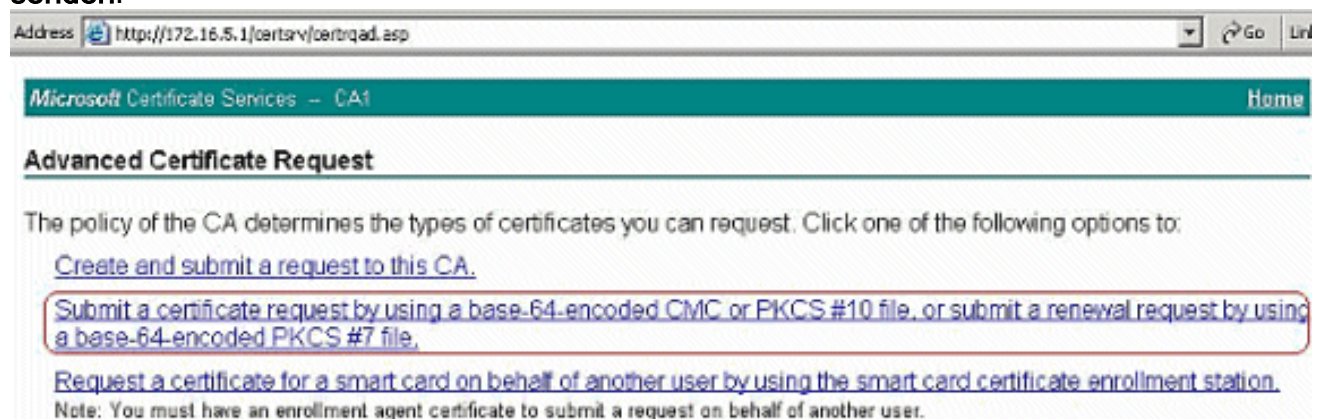 senden.
Address http://172.16.5.1/certsrv/certrqad.asp Go
Microsoft Certificate Services -- CA1 Home
Advanced Certificate Request
The policy of the CA determines the types of certificates you can request. Click one of the following options to:
Create and submit a request to this CA.
Submit a certificate request by using a base-64-encoded CMC or PKCS #10 file, or submit a renewal request by using
a base-64-encoded PKCS #7 file.
Request a certificate for a smart card on behalf of another user by using the smart card certificate enrollment station.
Note: You must have an enrollment agent certificate to submit a request on behalf of another user.